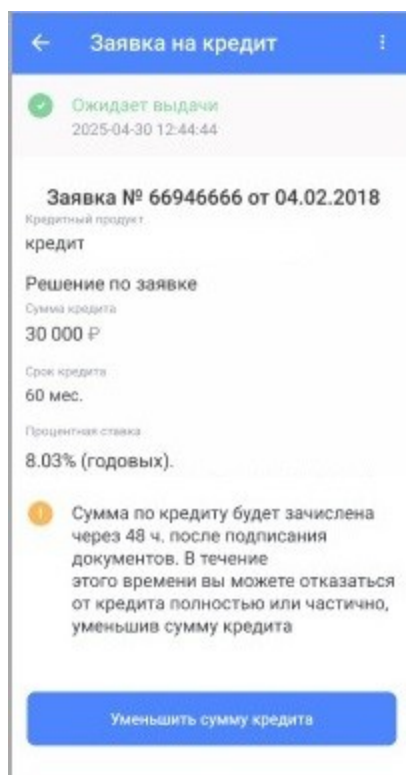 Заявка на кредит
Ожидает выдачи
2025-04-30 12:44:44
Заявка № 66946666 от 04.02.2018
Кредитный продукт
кредит
Решение по заявке
Сумма кредита
30 000 ₽
Срок кредита
60 мес.
Процентная ставка
8.03% (годовых).
Сумма по кредиту будет зачислена
через 48 ч. после подписания
документов. В течение
этого времени вы можете отказаться
от кредита полностью или частично,
уменьшив сумму кредита
Уменьшить сумму кредита